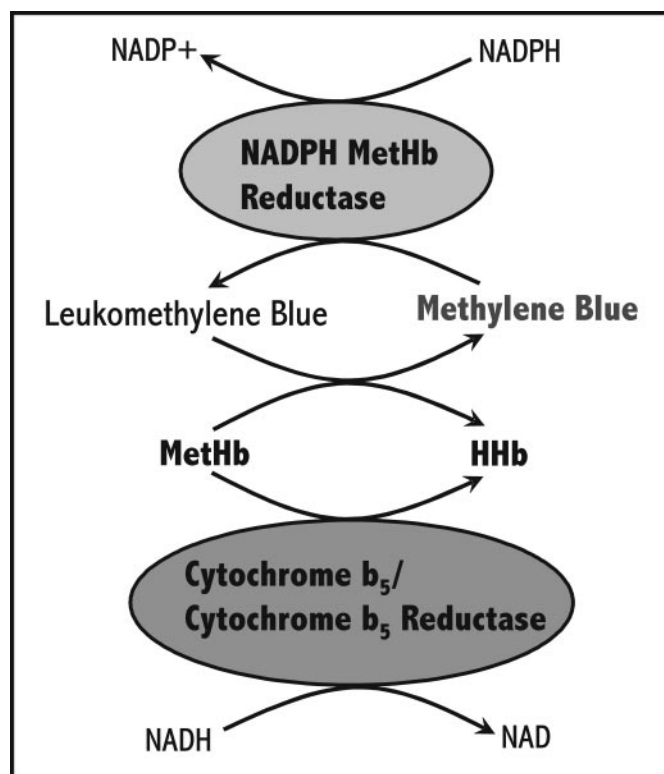 NADP+ NADPH
NADPH MetHb
Reductase
Leukomethylene Blue Methylene Blue
MetHb HHb
Cytochrome b₅/
Cytochrome b₅ Reductase
NADH NAD